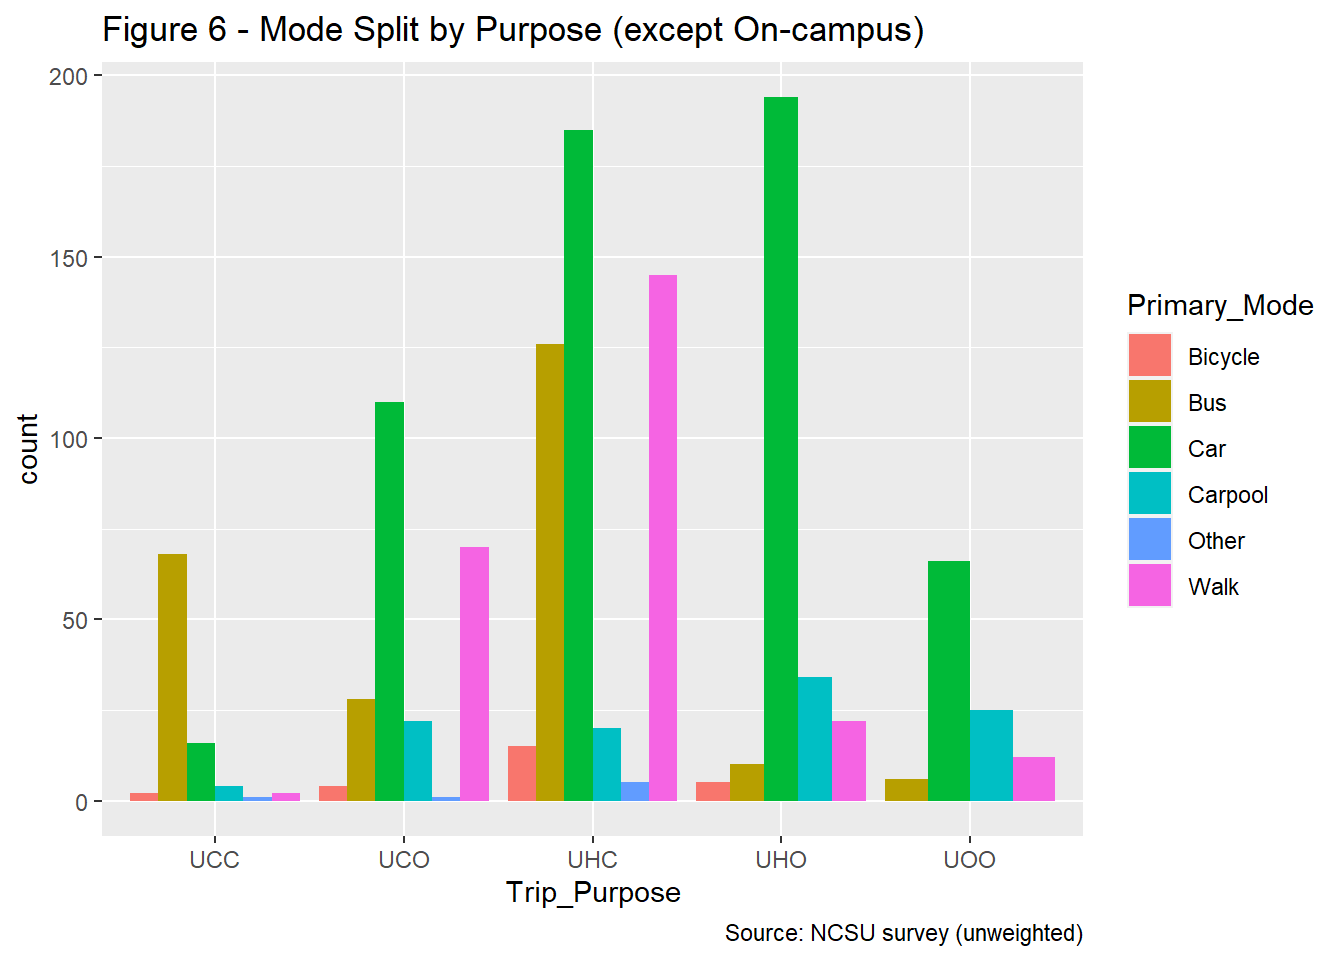 Figure 6 - Mode Split by Purpose (except On-campus)
200
150
100
50
0
count
UCC UCO UHC UHO UOO
Trip_Purpose
Source: NCSU survey (unweighted)
Primary_Mode
Bicycle
Bus
Car
Carpool
Other
Walk